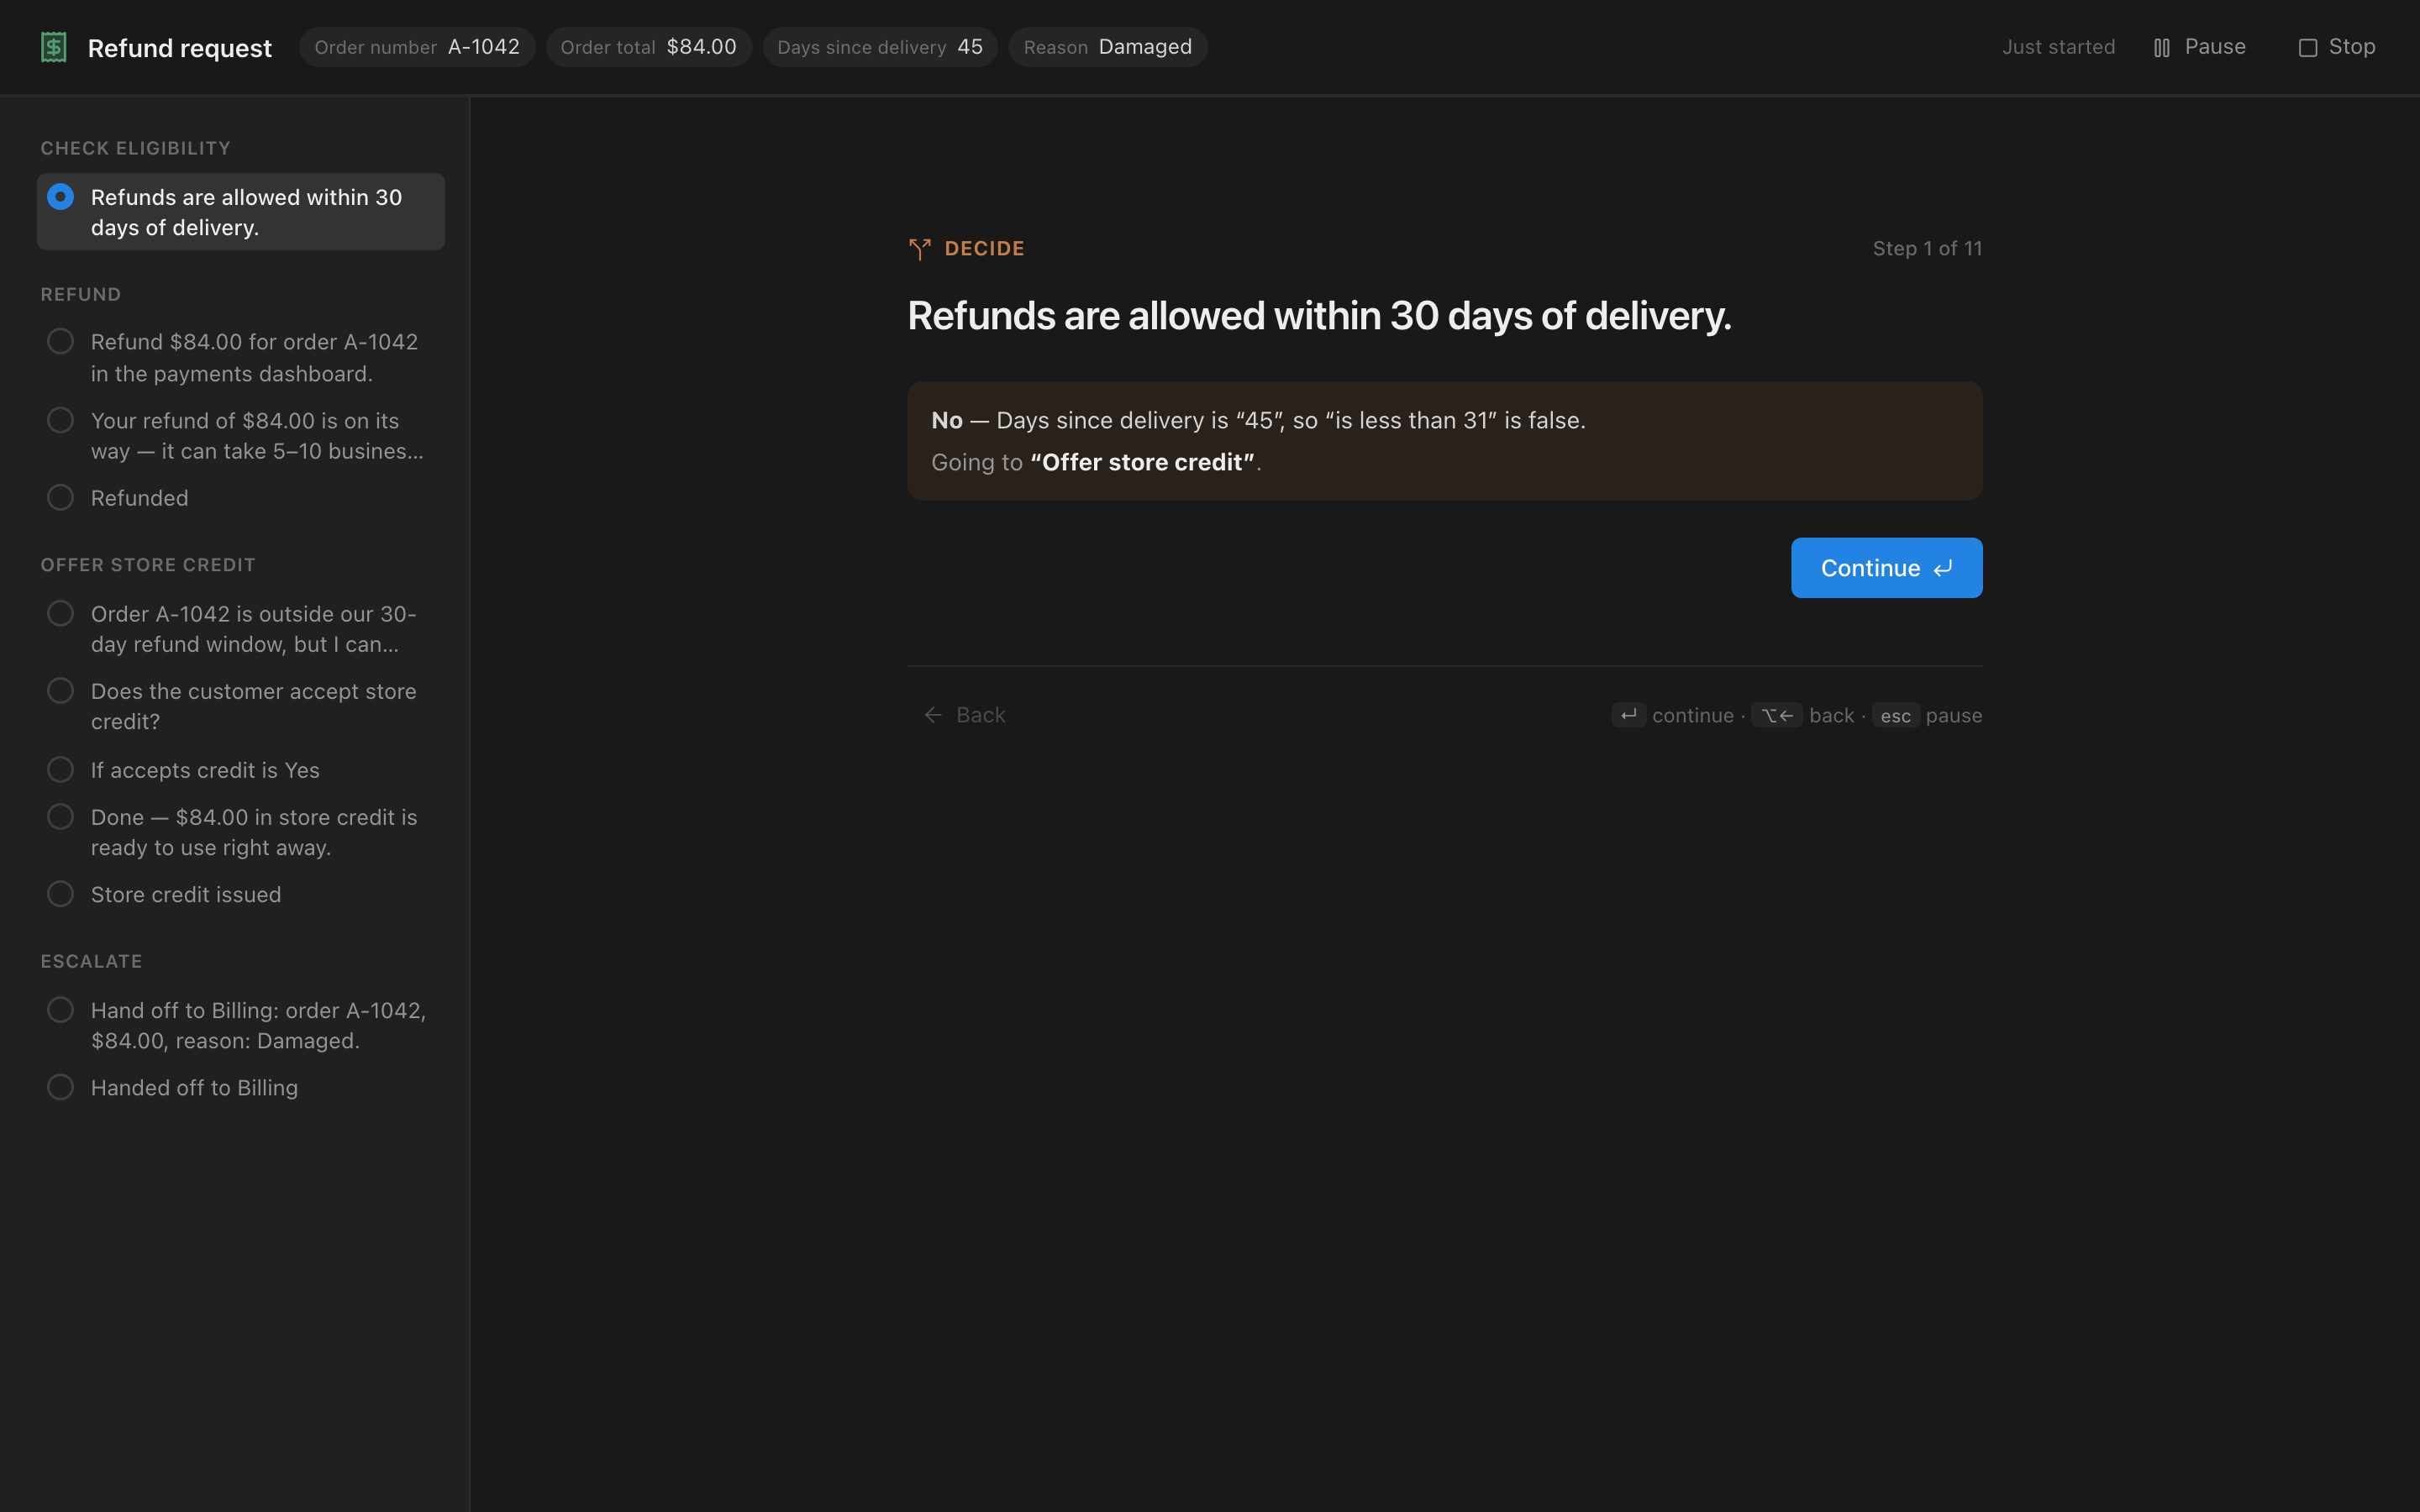 Refund request
Order number A-1042
Order total $84.00
Days since delivery 45
Reason Damaged
Just started
Pause
Stop
CHECK ELIGIBILITY
Refunds are allowed within 30
days of delivery.
REFUND
Refund $84.00 for order A-1042
in the payments dashboard.
Your refund of $84.00 is on its
way — it can take 5–10 busines...
Refunded
OFFER STORE CREDIT
Order A-1042 is outside our 30-
day refund window, but I can...
Does the customer accept store
credit?
If accepts credit is Yes
Done — $84.00 in store credit is
ready to use right away.
Store credit issued
ESCALATE
Hand off to Billing: order A-1042,
$84.00, reason: Damaged.
Handed off to Billing
DECIDE
Step 1 of 11
Refunds are allowed within 30 days of delivery.
No — Days since delivery is “45”, so “is less than 31” is false.
Going to “Offer store credit”.
Continue ↵
← Back
↵ continue · ⌥← back · esc pause